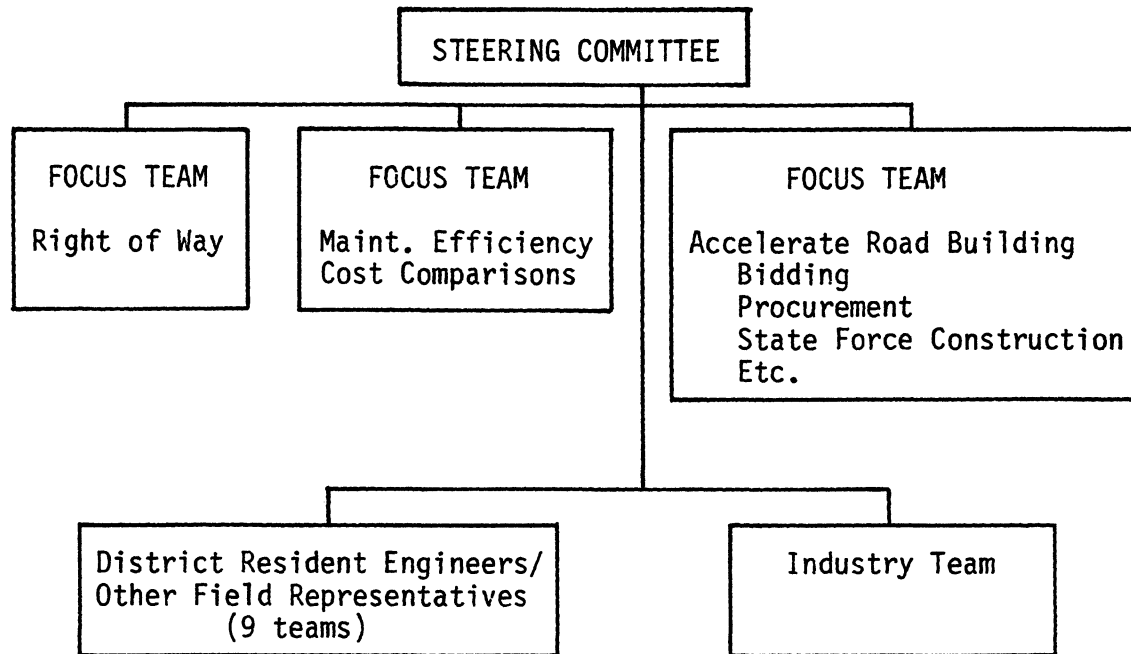 STEERING COMMITTEE
FOCUS TEAM
Right of Way
FOCUS TEAM
Maint. Efficiency
Cost Comparisons
FOCUS TEAM
Accelerate Road Building
Bidding
Procurement
State Force Construction
Etc.
District Resident Engineers/
Other Field Representatives
(9 teams)
Industry Team